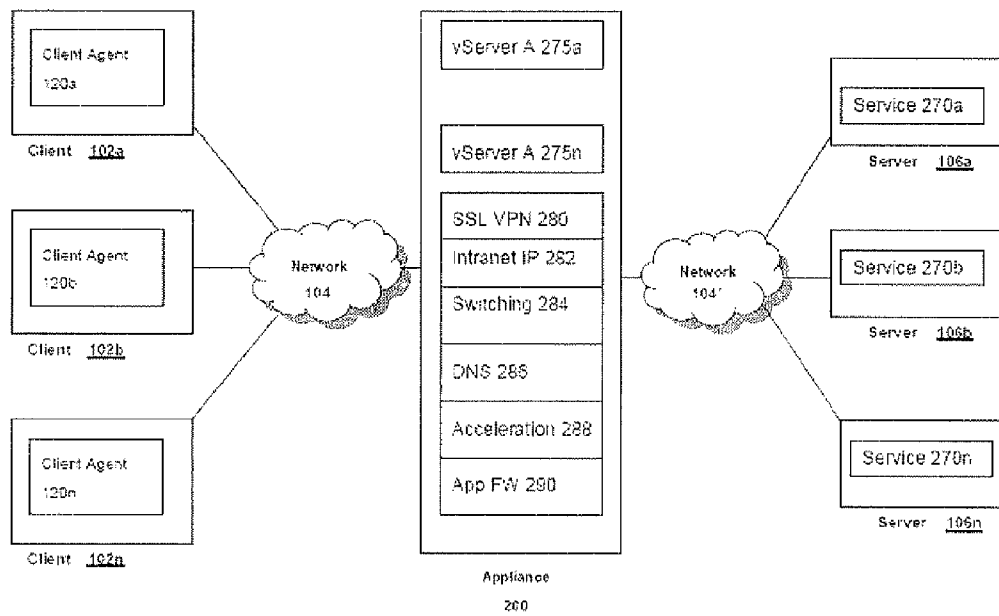 Client Agent
120a
Client 102a
Client Agent
120b
Client 102b
Client Agent
120n
Client 102n
Network
104
vServer A 275a
vServer A 275n
SSL VPN 280
Intranet IP 282
Switching 284
DNS 286
Acceleration 288
App FW 290
Appliance
200
Network
104'
Service 270a
Server 106a
Service 270b
Server 106b
Service 270n
Server 106n